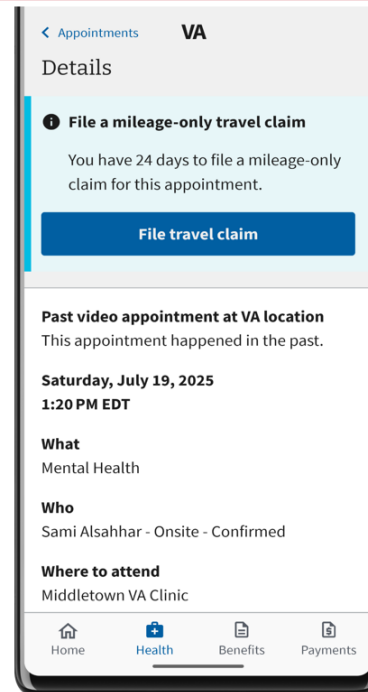 Appointments
VA
Details
File a mileage-only travel claim
You have 24 days to file a mileage-only
claim for this appointment.
File travel claim
Past video appointment at VA location
This appointment happened in the past.
Saturday, July 19, 2025
1:20 PM EDT
What
Mental Health
Who
Sami Alsahhar - Onsite - Confirmed
Where to attend
Middletown VA Clinic
Home
Health
Benefits
Payments